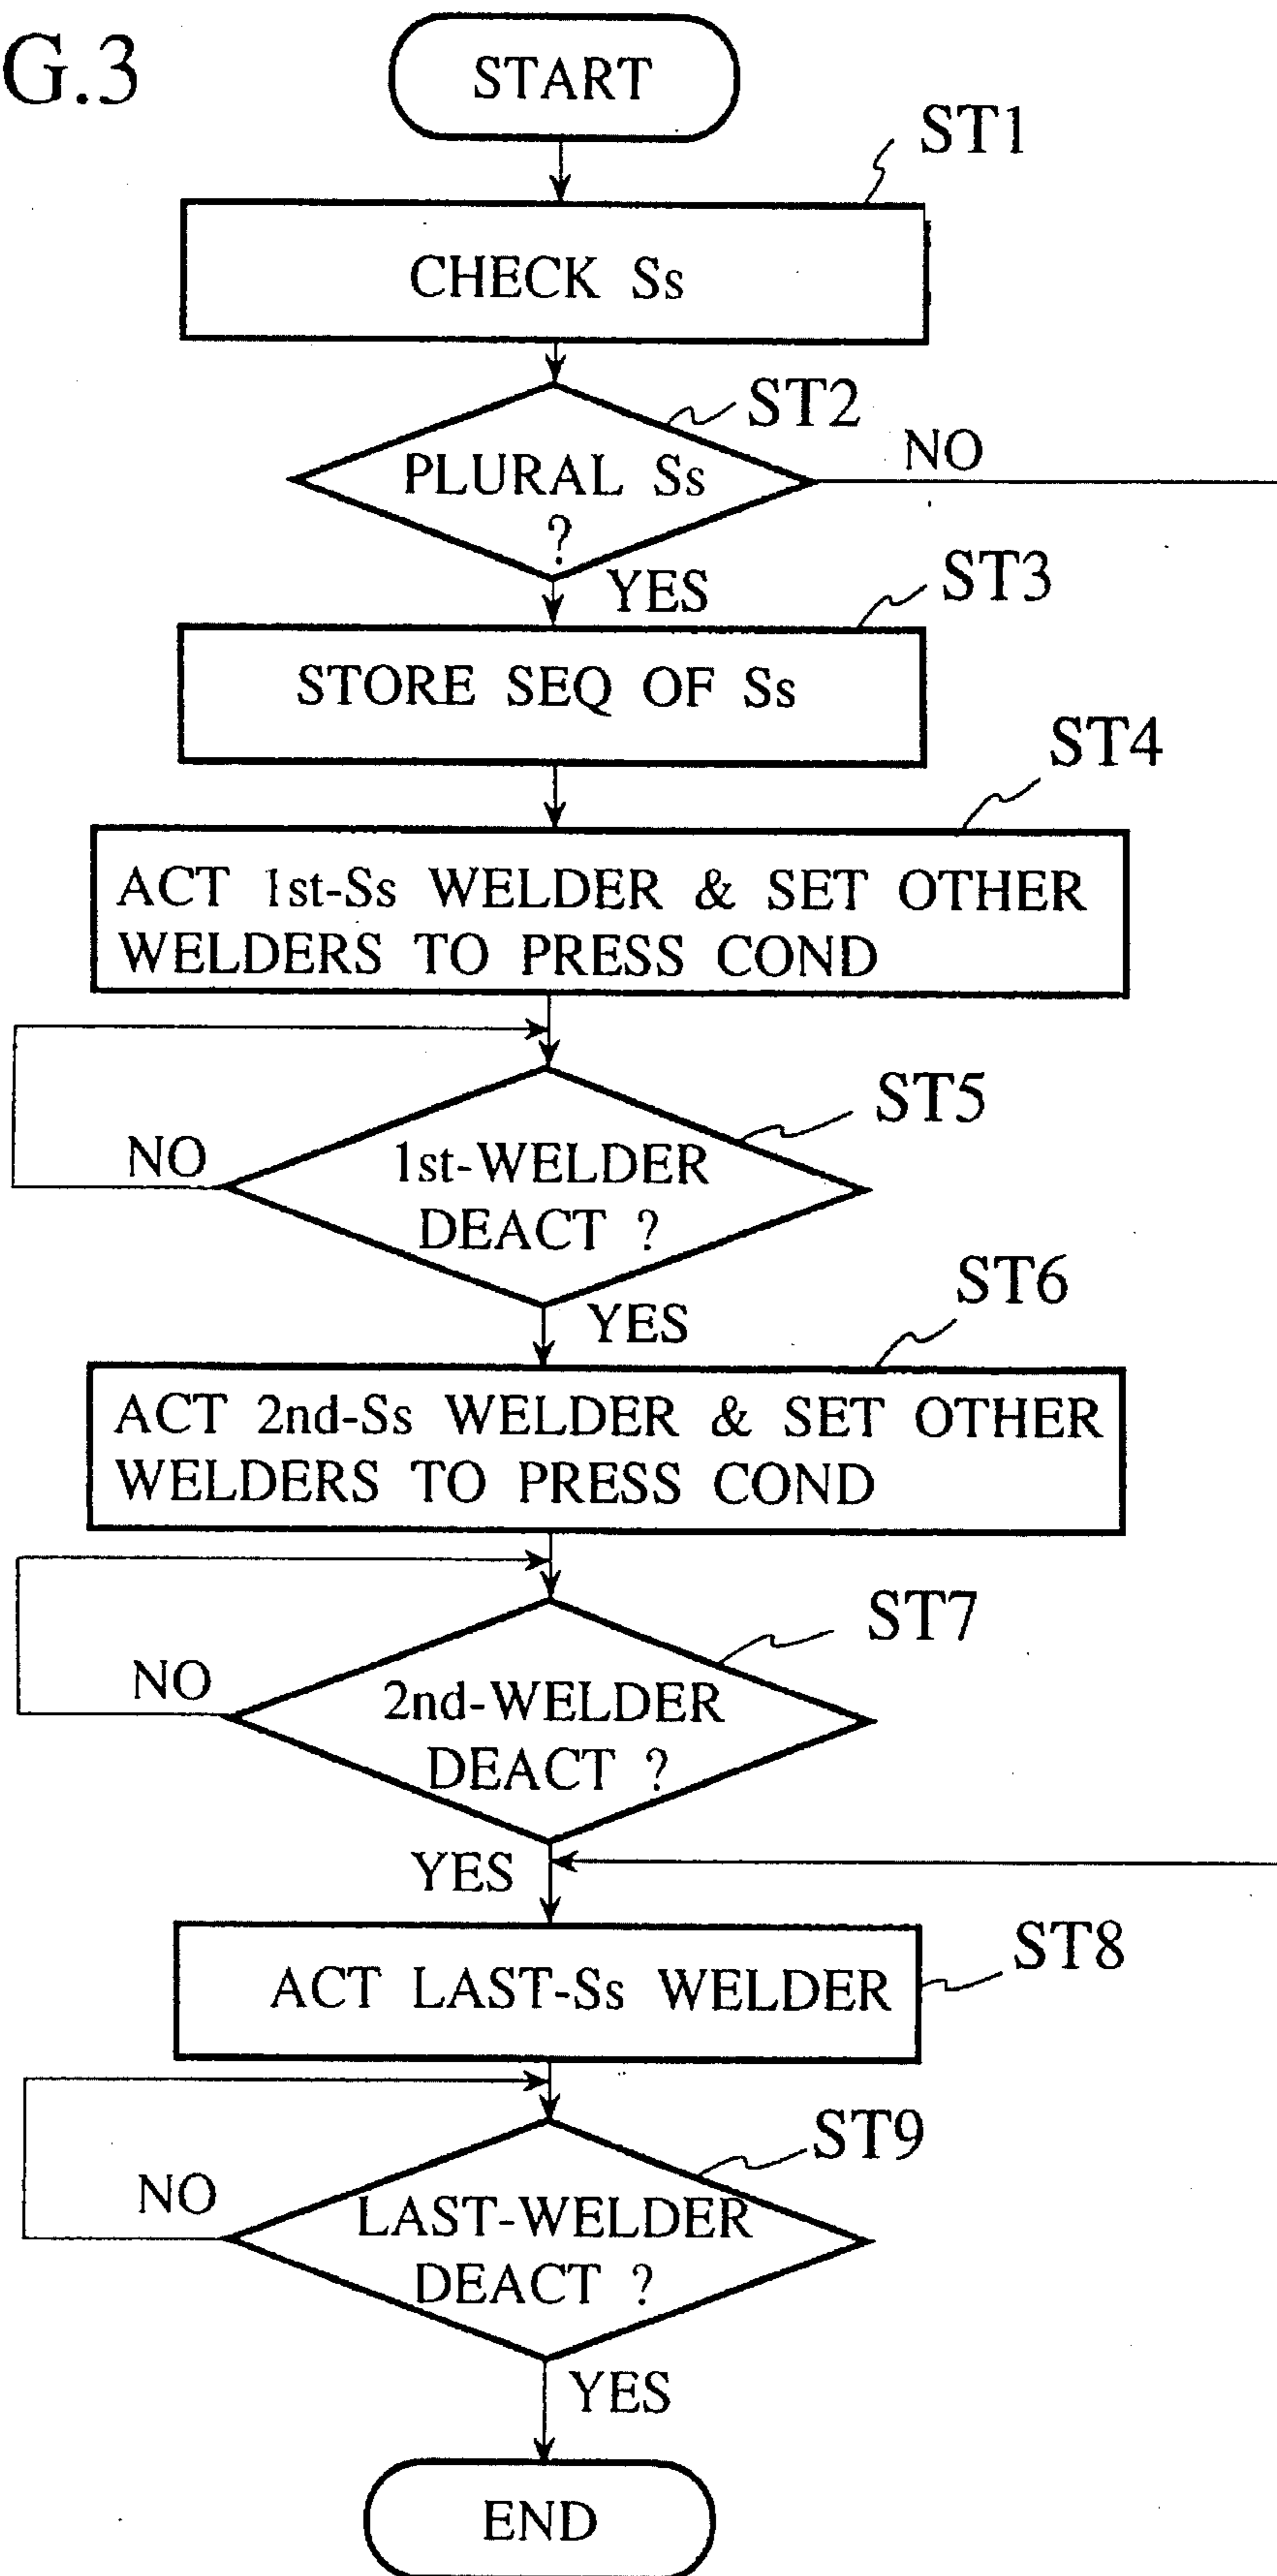 G.3
START
ST1
CHECK Ss
ST2
PLURAL Ss
?
NO
YES
ST3
STORE SEQ OF Ss
ST4
ACT 1st-Ss WELDER & SET OTHER
WELDERS TO PRESS COND
ST5
NO
1st-WELDER
DEACT ?
YES
ST6
ACT 2nd-Ss WELDER & SET OTHER
WELDERS TO PRESS COND
ST7
NO
2nd-WELDER
DEACT ?
YES
ST8
ACT LAST-Ss WELDER
ST9
NO
LAST-WELDER
DEACT ?
YES
END